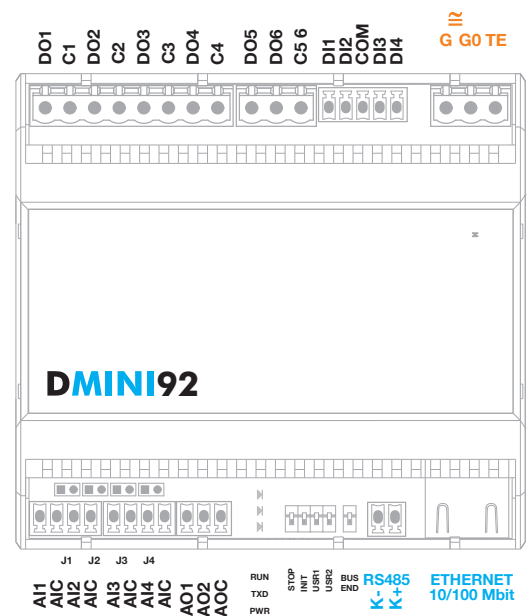 DO1 C1 DO2 C2 DO3 C3 DO4 C4 DO5 DO6 C5 6 DI1 DI2 COM DI3 DI4
≅
G G0 TE
DMINI92
J1 J2 J3 J4
AI1 AIC AI2 AIC AI3 AIC AI4 AIC AO1 AO2 AOC
RUN
TXD
PWR
STOP INIT USR1 USR2
BUS
END
RS485
K- K+
ETHERNET
10/100 Mbit